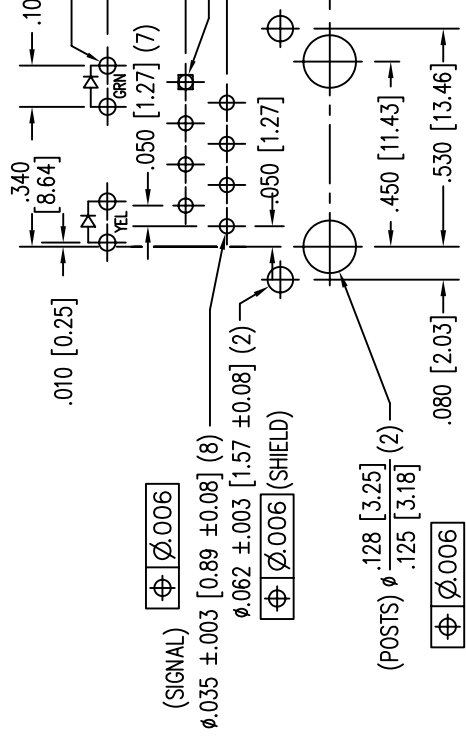 .10
GRN
.340
[8.64]
YEL
.010 [0.25]
.050 [1.27] (7)
.050 [1.27]
.450 [11.43]
.530 [13.46]
.080 [2.03]
⌖ Ø.006
(SIGNAL)
ø.035 ±.003 [0.89 ±0.08] (8)
ø.062 ±.003 [1.57 ±0.08] (2)
⌖ Ø.006 (SHIELD)
(POSTS) ø .128 [3.25] (2)
.125 [3.18]
⌖ Ø.006